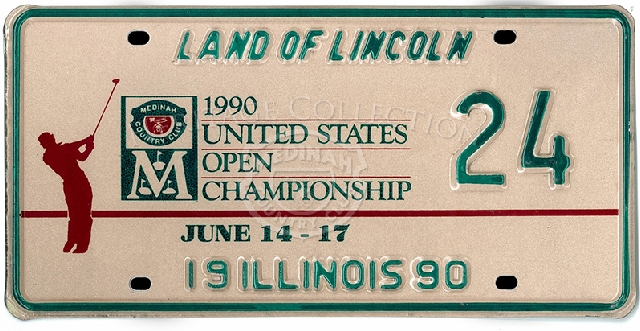 LAND OF LINCOLN
MEDINAH
COUNTRY CLUB
M
1990
UNITED STATES
OPEN
CHAMPIONSHIP
24
JUNE 14 - 17
19 ILLINOIS 90